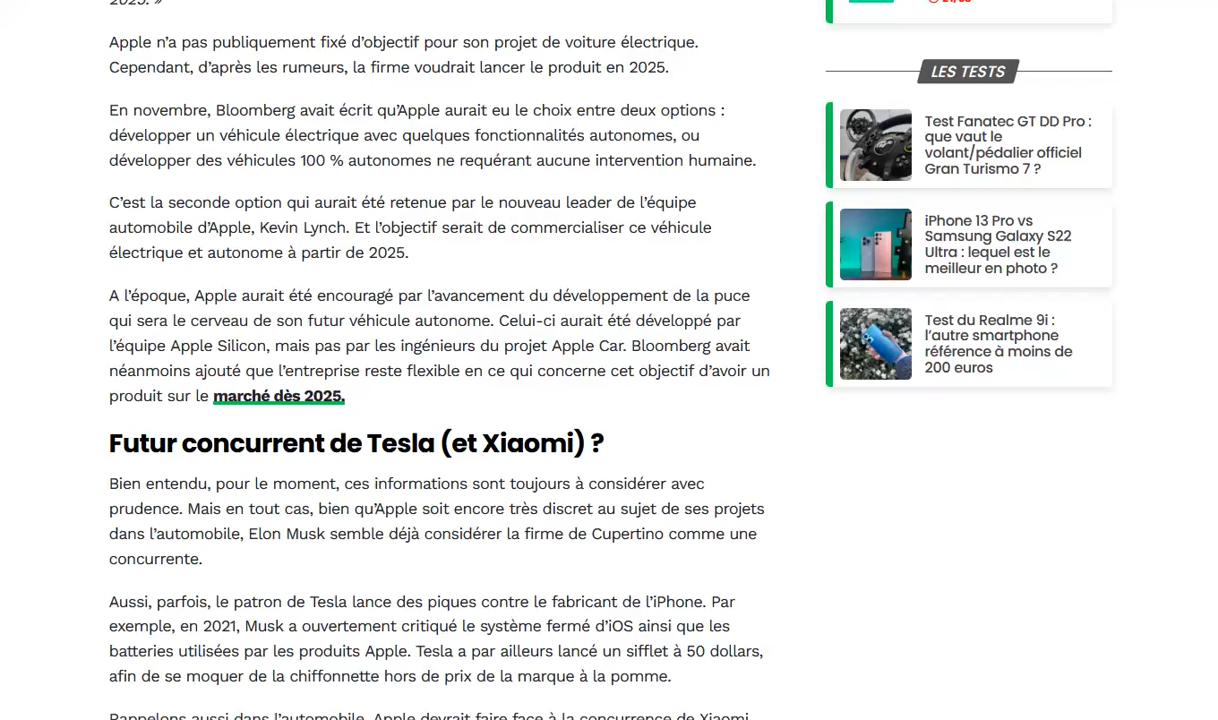 2025. »
Apple n’a pas publiquement fixé d’objectif pour son projet de voiture électrique.
Cependant, d’après les rumeurs, la firme voudrait lancer le produit en 2025.
En novembre, Bloomberg avait écrit qu’Apple aurait eu le choix entre deux options :
développer un véhicule électrique avec quelques fonctionnalités autonomes, ou
développer des véhicules 100 % autonomes ne requérant aucune intervention humaine.
C’est la seconde option qui aurait été retenue par le nouveau leader de l’équipe
automobile d’Apple, Kevin Lynch. Et l’objectif serait de commercialiser ce véhicule
électrique et autonome à partir de 2025.
A l’époque, Apple aurait été encouragé par l’avancement du développement de la puce
qui sera le cerveau de son futur véhicule autonome. Celui-ci aurait été développé par
l’équipe Apple Silicon, mais pas par les ingénieurs du projet Apple Car. Bloomberg avait
néanmoins ajouté que l’entreprise reste flexible en ce qui concerne cet objectif d’avoir un
produit sur le marché dès 2025.
Futur concurrent de Tesla (et Xiaomi) ?
Bien entendu, pour le moment, ces informations sont toujours à considérer avec
prudence. Mais en tout cas, bien qu’Apple soit encore très discret au sujet de ses projets
dans l’automobile, Elon Musk semble déjà considérer la firme de Cupertino comme une
concurrente.
Aussi, parfois, le patron de Tesla lance des piques contre le fabricant de l’iPhone. Par
exemple, en 2021, Musk a ouvertement critiqué le système fermé d’iOS ainsi que les
batteries utilisées par les produits Apple. Tesla a par ailleurs lancé un sifflet à 50 dollars,
afin de se moquer de la chiffonnette hors de prix de la marque à la pomme.
Rappelons aussi dans l’automobile, Apple devrait faire face à la concurrence de Xiaomi.
LES TESTS
Test Fanatec GT DD Pro :
que vaut le
volant/pédalier officiel
Gran Turismo 7 ?
iPhone 13 Pro vs
Samsung Galaxy S22
Ultra : lequel est le
meilleur en photo ?
Test du Realme 9i :
l’autre smartphone
référence à moins de
200 euros